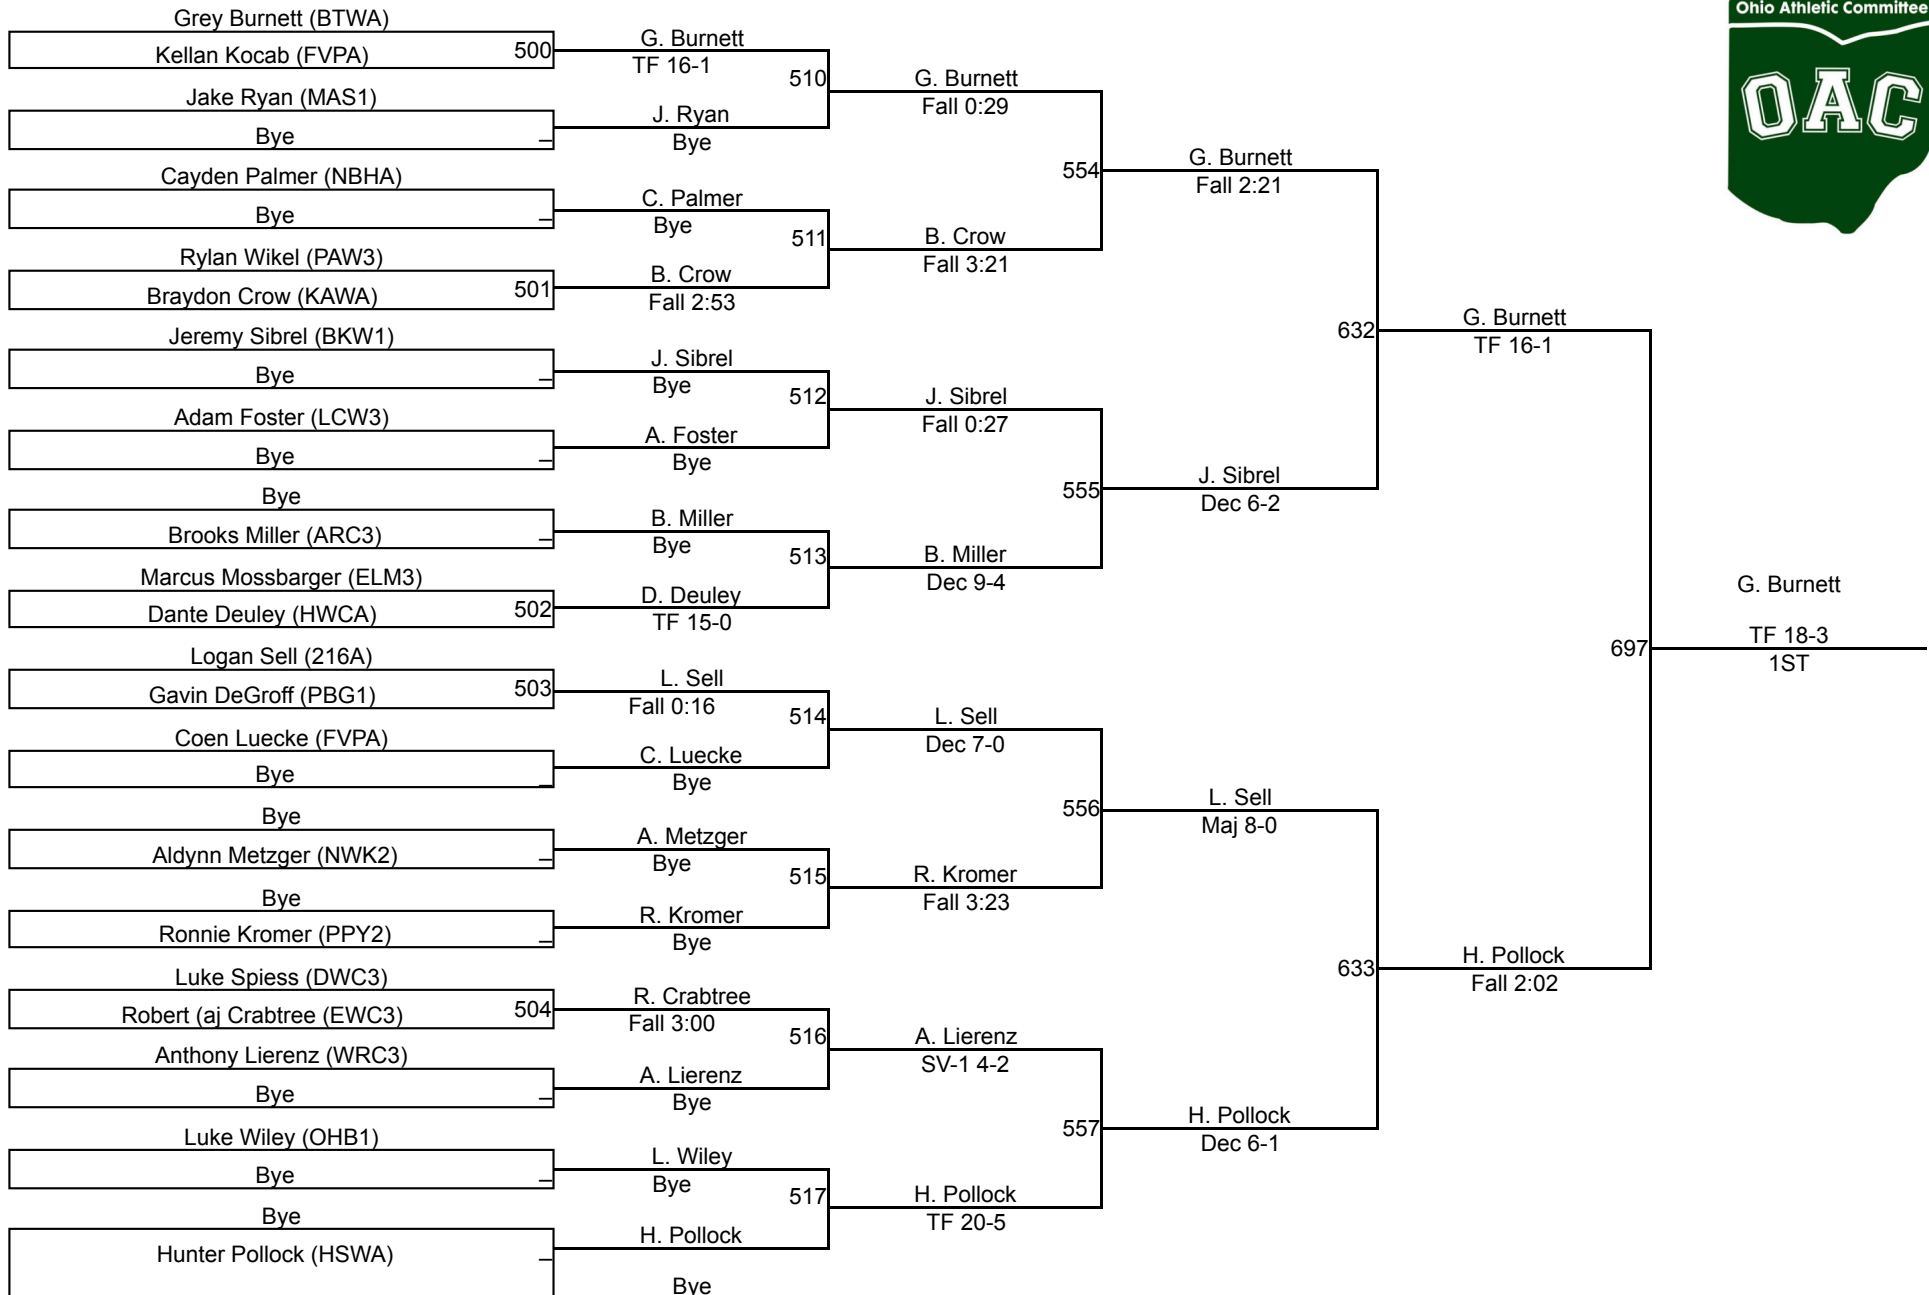 Ohio Athletic Committee
OAC
Grey Burnett (BTWA)
Kellan Kocab (FVPA)
500
Jake Ryan (MAS1)
Bye
_
Cayden Palmer (NBHA)
Bye
_
Rylan Wikel (PAW3)
Braydon Crow (KAWA)
501
Jeremy Sibrel (BKW1)
Bye
_
Adam Foster (LCW3)
Bye
_
Bye
Brooks Miller (ARC3)
_
Marcus Mossbarger (ELM3)
Dante Deuley (HWCA)
502
Logan Sell (216A)
Gavin DeGroff (PBG1)
503
Coen Luecke (FVPA)
Bye
_
Bye
Aldynn Metzger (NWK2)
_
Bye
Ronnie Kromer (PPY2)
_
Luke Spiess (DWC3)
Robert (aj Crabtree (EWC3)
504
Anthony Lierenz (WRC3)
Bye
_
Luke Wiley (OHB1)
Bye
_
Bye
Hunter Pollock (HSWA)
_
G. Burnett
TF 16-1
510
J. Ryan
Bye
C. Palmer
Bye
511
B. Crow
Fall 2:53
J. Sibrel
Bye
512
A. Foster
Bye
B. Miller
Bye
513
D. Deuley
TF 15-0
L. Sell
Fall 0:16
514
C. Luecke
Bye
A. Metzger
Bye
515
R. Kromer
Bye
R. Crabtree
Fall 3:00
516
A. Lierenz
Bye
L. Wiley
Bye
517
H. Pollock
Bye
G. Burnett
Fall 0:29
554
B. Crow
Fall 3:21
J. Sibrel
Fall 0:27
555
B. Miller
Dec 9-4
L. Sell
Dec 7-0
556
R. Kromer
Fall 3:23
A. Lierenz
SV-1 4-2
557
H. Pollock
TF 20-5
G. Burnett
Fall 2:21
632
J. Sibrel
Dec 6-2
L. Sell
Maj 8-0
633
H. Pollock
Dec 6-1
G. Burnett
TF 16-1
697
H. Pollock
Fall 2:02
G. Burnett
TF 18-3
1ST